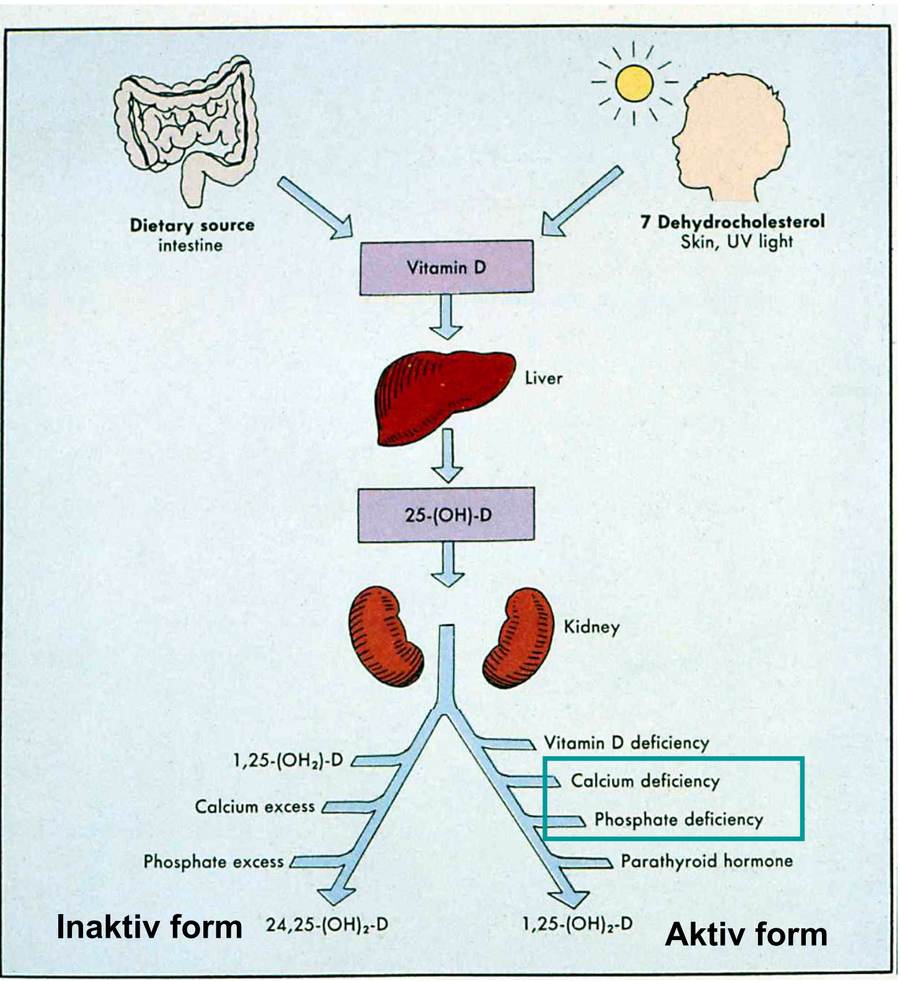 Dietary source
intestine
7 Dehydrocholesterol
Skin, UV light
Vitamin D
Liver
25-(OH)-D
Kidney
Vitamin D deficiency
1,25-(OH₂)-D
Calcium deficiency
Calcium excess
Phosphate deficiency
Phosphate excess
Parathyroid hormone
Inaktiv form
24,25-(OH)₂-D
1,25-(OH)₂-D
Aktiv form